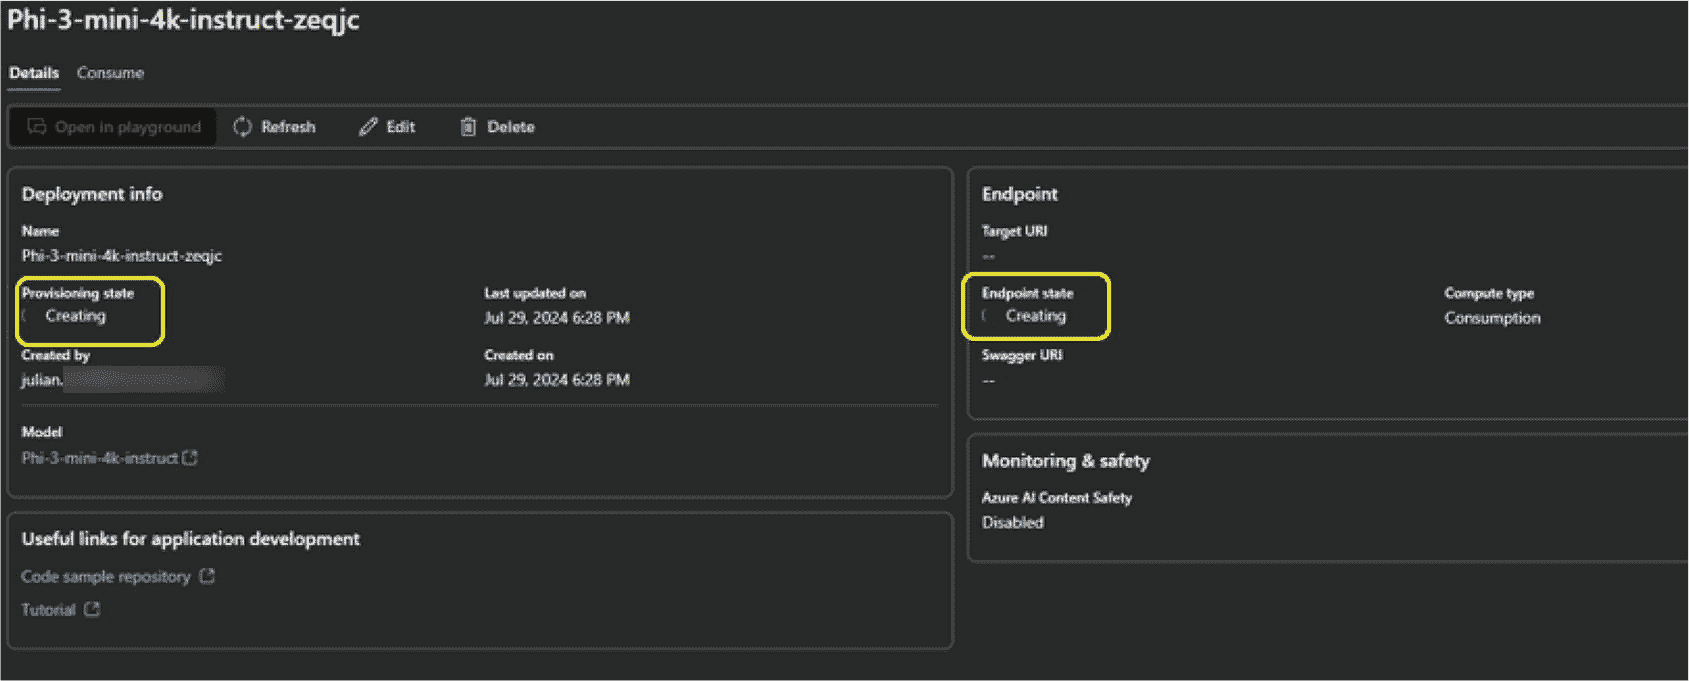 Phi-3-mini-4k-instruct-zeqjc
Details Consume
Open in playground Refresh Edit Delete
Deployment info
Name
Phi-3-mini-4k-instruct-zeqjc
Provisioning state Last updated on
Creating Jul 29, 2024 6:28 PM
Created by Created on
julian. Jul 29, 2024 6:28 PM
Model
Phi-3-mini-4k-instruct
Useful links for application development
Code sample repository
Tutorial
Endpoint
Target URI
--
Endpoint state Compute type
Creating Consumption
Swagger URI
--
Monitoring & safety
Azure AI Content Safety
Disabled